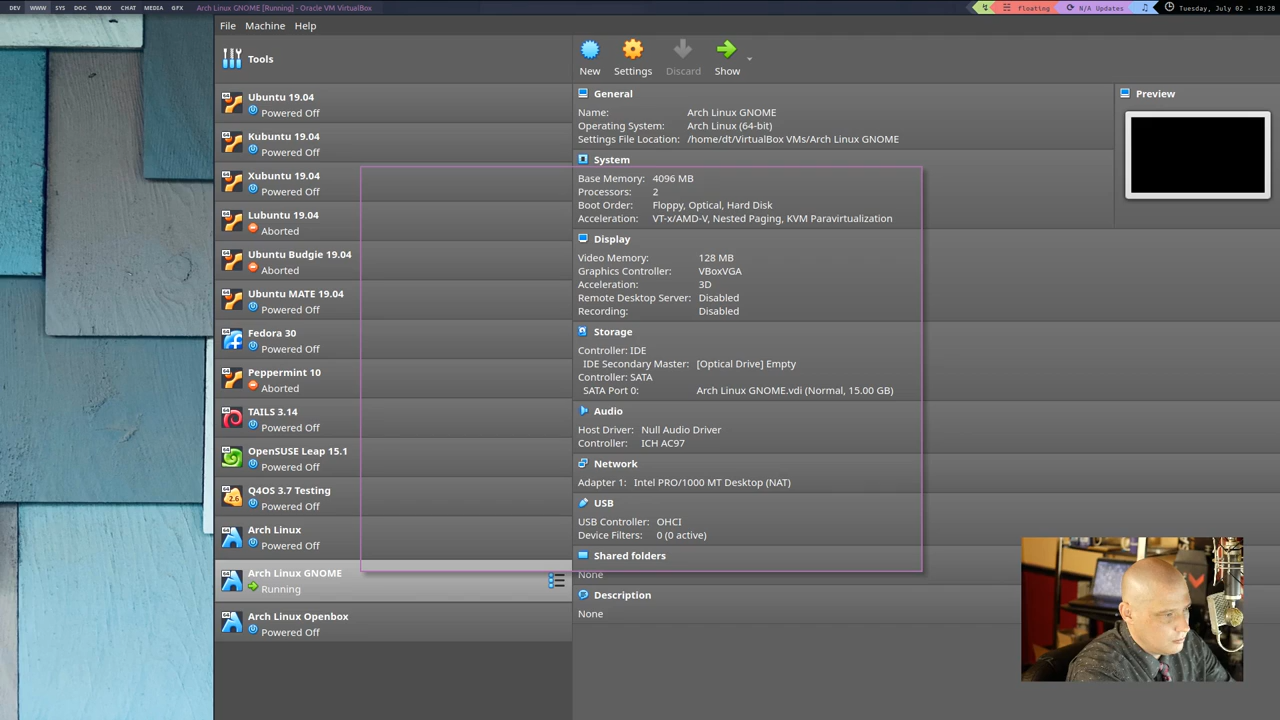 DEV WWW SYS DOC VBOX CHAT MEDIA GFX Arch Linux GNOME [Running] - Oracle VM VirtualBox floating N/A Updates Tuesday, July 02 - 18:28
File Machine Help
Tools
Ubuntu 19.04
Powered Off
Kubuntu 19.04
Powered Off
Xubuntu 19.04
Powered Off
Lubuntu 19.04
Aborted
Ubuntu Budgie 19.04
Aborted
Ubuntu MATE 19.04
Powered Off
Fedora 30
Powered Off
Peppermint 10
Aborted
TAILS 3.14
Powered Off
OpenSUSE Leap 15.1
Powered Off
Q4OS 3.7 Testing
Powered Off
Arch Linux
Powered Off
Arch Linux GNOME
Running
Arch Linux Openbox
Powered Off
New Settings Discard Show
General
Name: Arch Linux GNOME
Operating System: Arch Linux (64-bit)
Settings File Location: /home/dt/VirtualBox VMs/Arch Linux GNOME
System
Base Memory: 4096 MB
Processors: 2
Boot Order: Floppy, Optical, Hard Disk
Acceleration: VT-x/AMD-V, Nested Paging, KVM Paravirtualization
Display
Video Memory: 128 MB
Graphics Controller: VBoxVGA
Acceleration: 3D
Remote Desktop Server: Disabled
Recording: Disabled
Storage
Controller: IDE
IDE Secondary Master: [Optical Drive] Empty
Controller: SATA
SATA Port 0: Arch Linux GNOME.vdi (Normal, 15.00 GB)
Audio
Host Driver: Null Audio Driver
Controller: ICH AC97
Network
Adapter 1: Intel PRO/1000 MT Desktop (NAT)
USB
USB Controller: OHCI
Device Filters: 0 (0 active)
Shared folders
None
Description
None
Preview